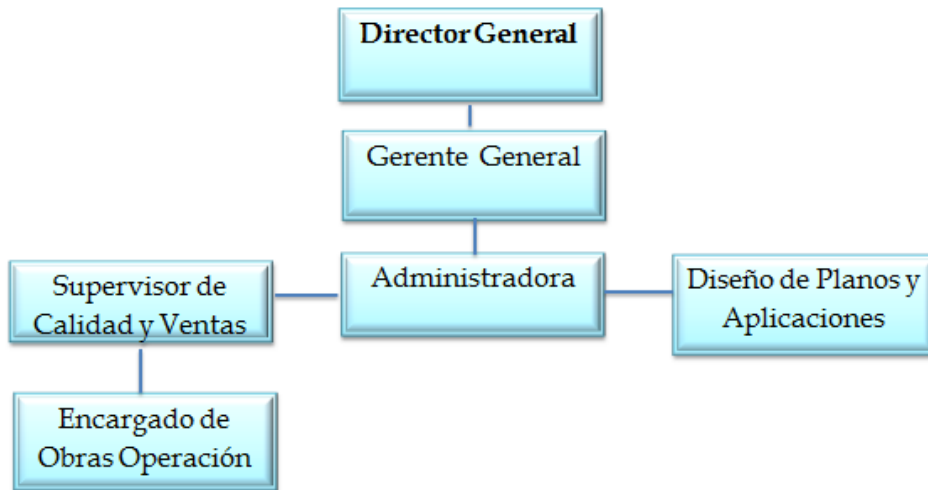 Director General
Gerente General
Administradora
Supervisor de
Calidad y Ventas
Diseño de Planos y
Aplicaciones
Encargado de
Obras Operación